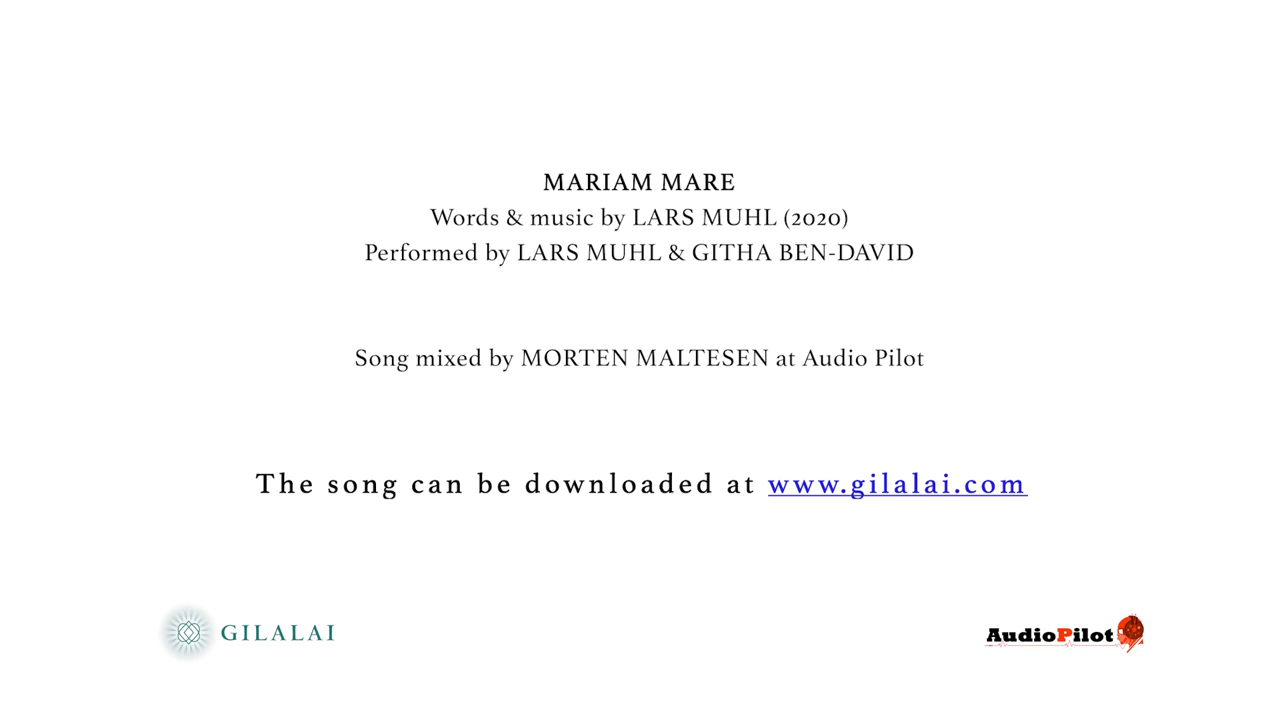 MARIAM MARE
Words & music by LARS MUHL (2020)
Performed by LARS MUHL & GITHA BEN-DAVID
Song mixed by MORTEN MALTESEN at Audio Pilot
The song can be downloaded at www.gilalai.com
GILALAI
AudioPilot